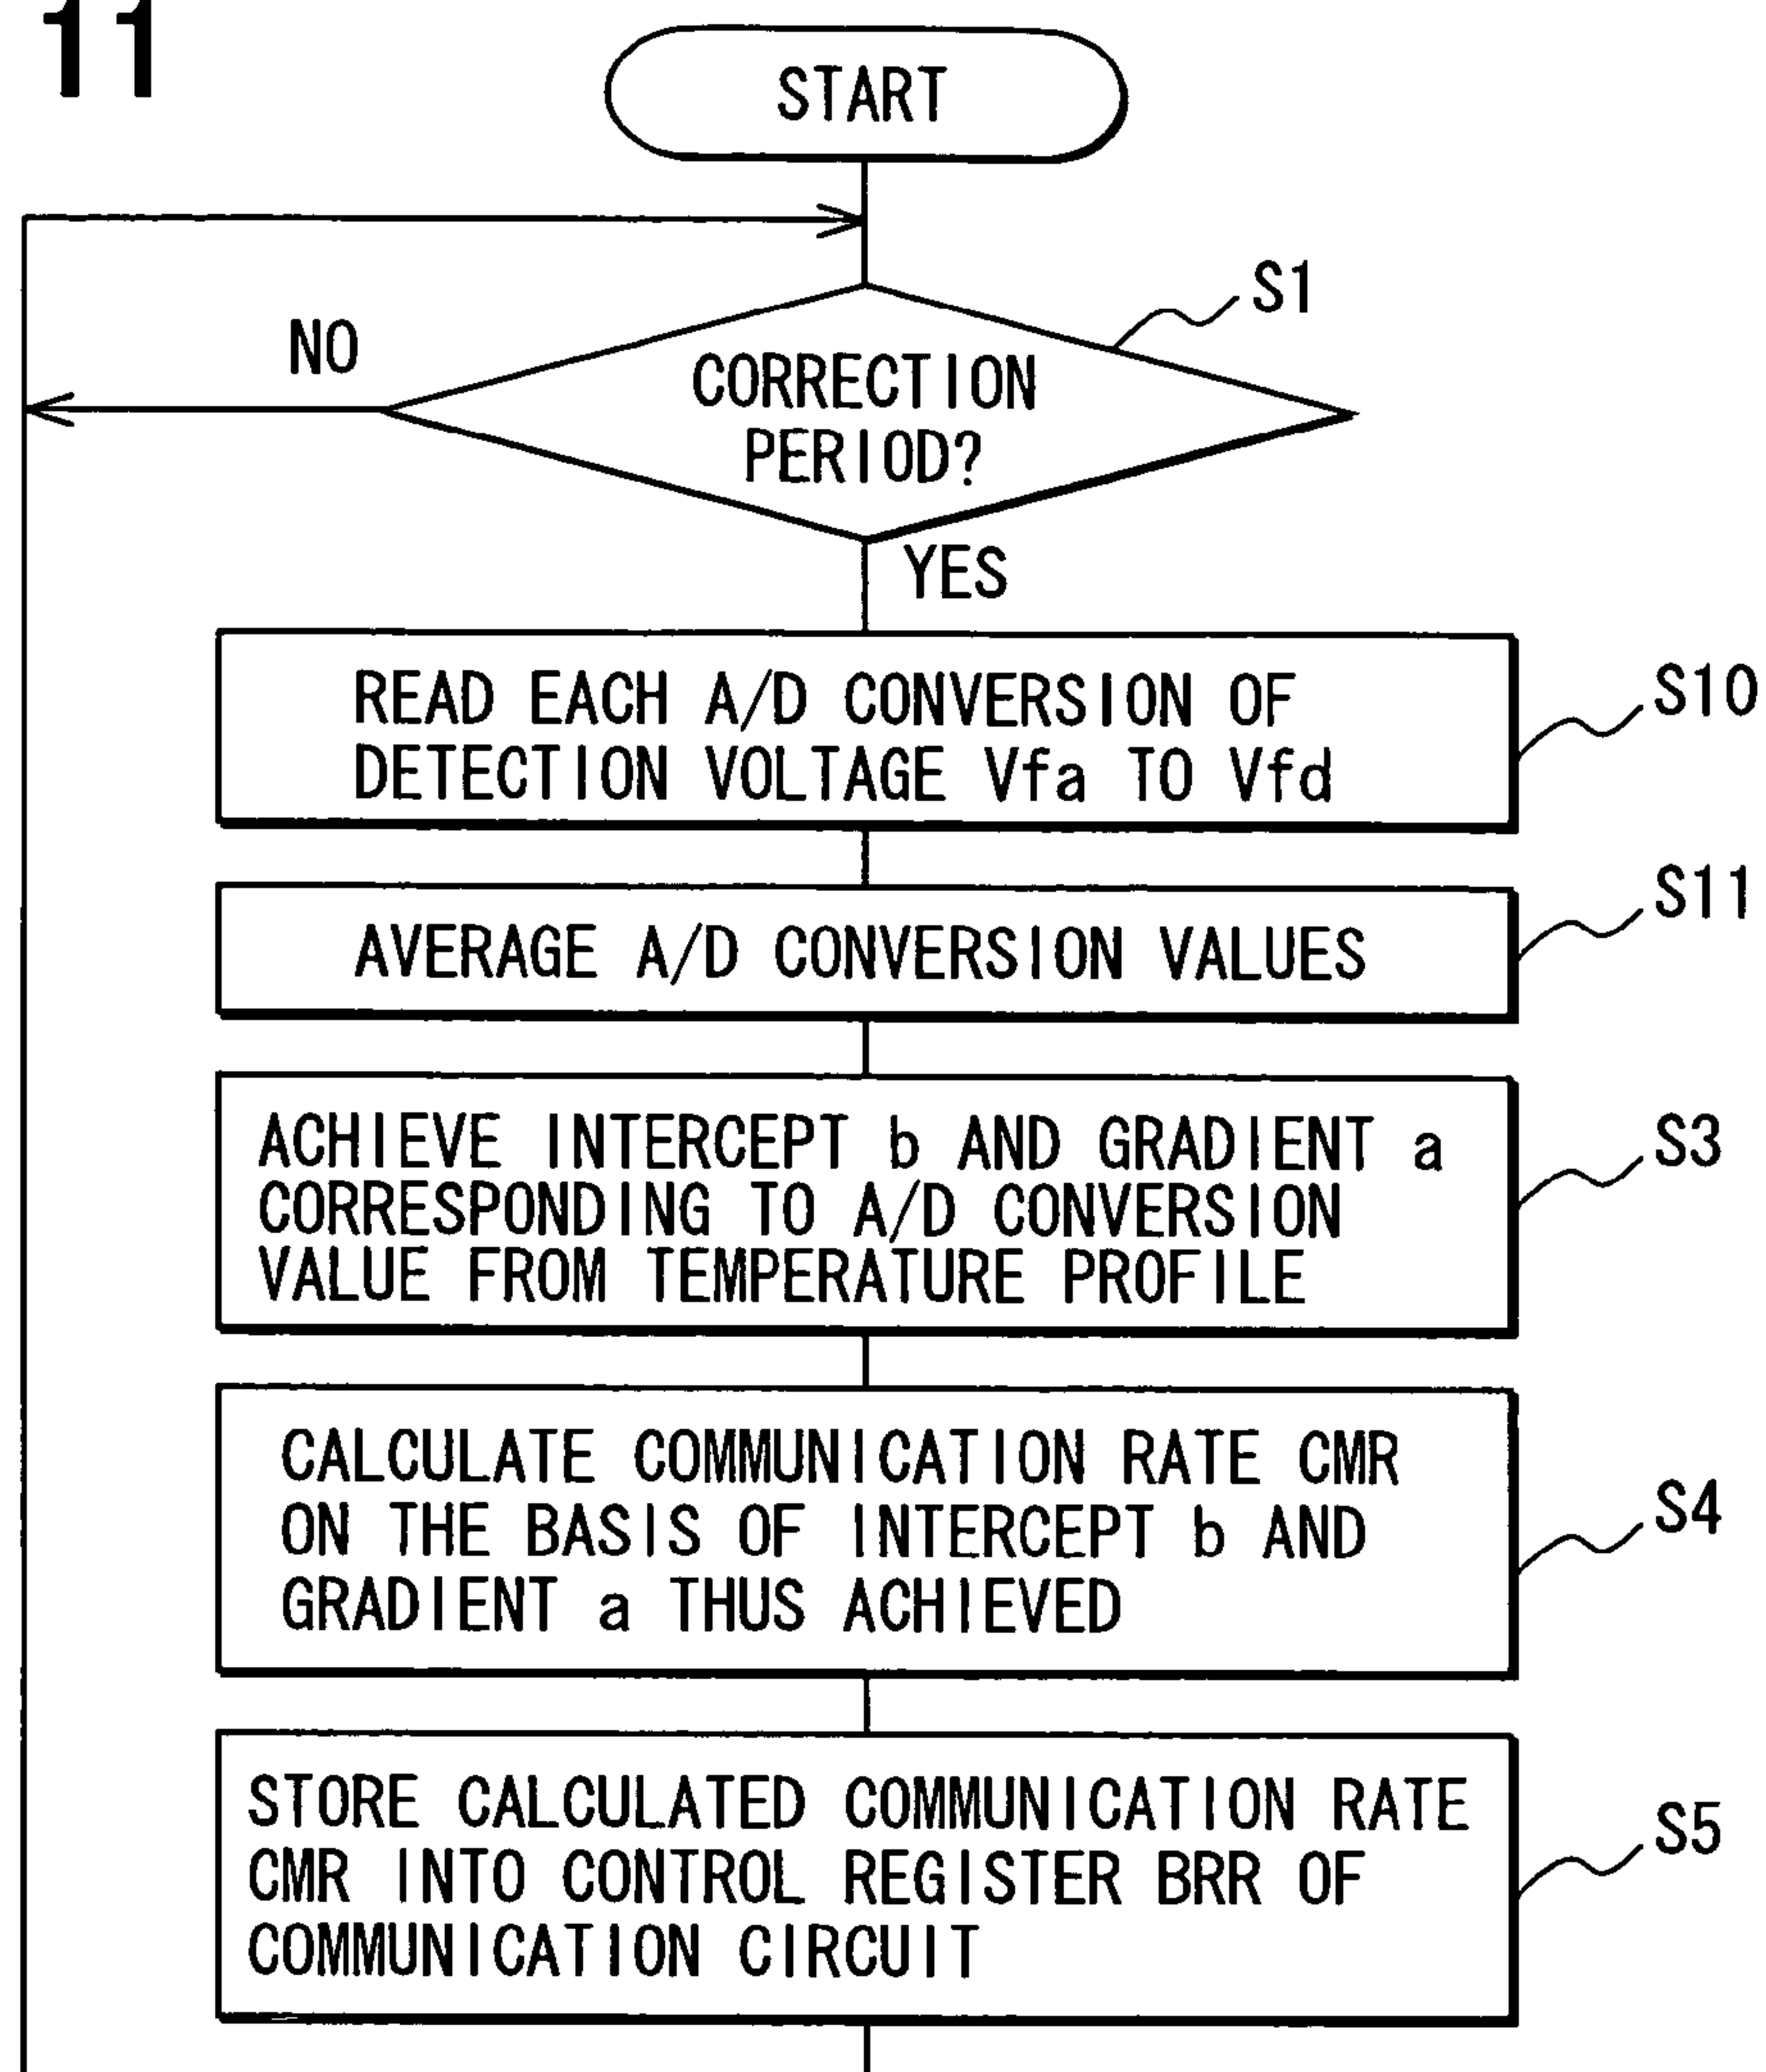 11
START
S1
NO
CORRECTION
PERIOD?
YES
READ EACH A/D CONVERSION OF
DETECTION VOLTAGE Vfa TO Vfd
S10
AVERAGE A/D CONVERSION VALUES
S11
ACHIEVE INTERCEPT b AND GRADIENT a
CORRESPONDING TO A/D CONVERSION
VALUE FROM TEMPERATURE PROFILE
S3
CALCULATE COMMUNICATION RATE CMR
ON THE BASIS OF INTERCEPT b AND
GRADIENT a THUS ACHIEVED
S4
STORE CALCULATED COMMUNICATION RATE
CMR INTO CONTROL REGISTER BRR OF
COMMUNICATION CIRCUIT
S5